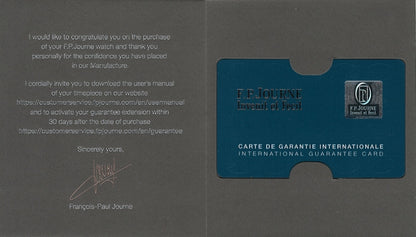 I would like to congratulate you on the purchase
of your F.P.Journe watch and thank you
personally for the confidence you have placed
in our Manufacture.
I cordially invite you to download the user's manual
of your timepiece on our website
https://customerservice.fpjourne.com/en/usermanual
and to activate your guarantee extension within
30 days after the date of purchase
https://customerservice.fpjourne.com/en/guarantee
Sincerely yours,
François-Paul Journe
F.P. JOURNE
Invenit et Fecit
F.P. JOURNE
Invenit et Fecit
CARTE DE GARANTIE INTERNATIONALE
INTERNATIONAL GUARANTEE CARD